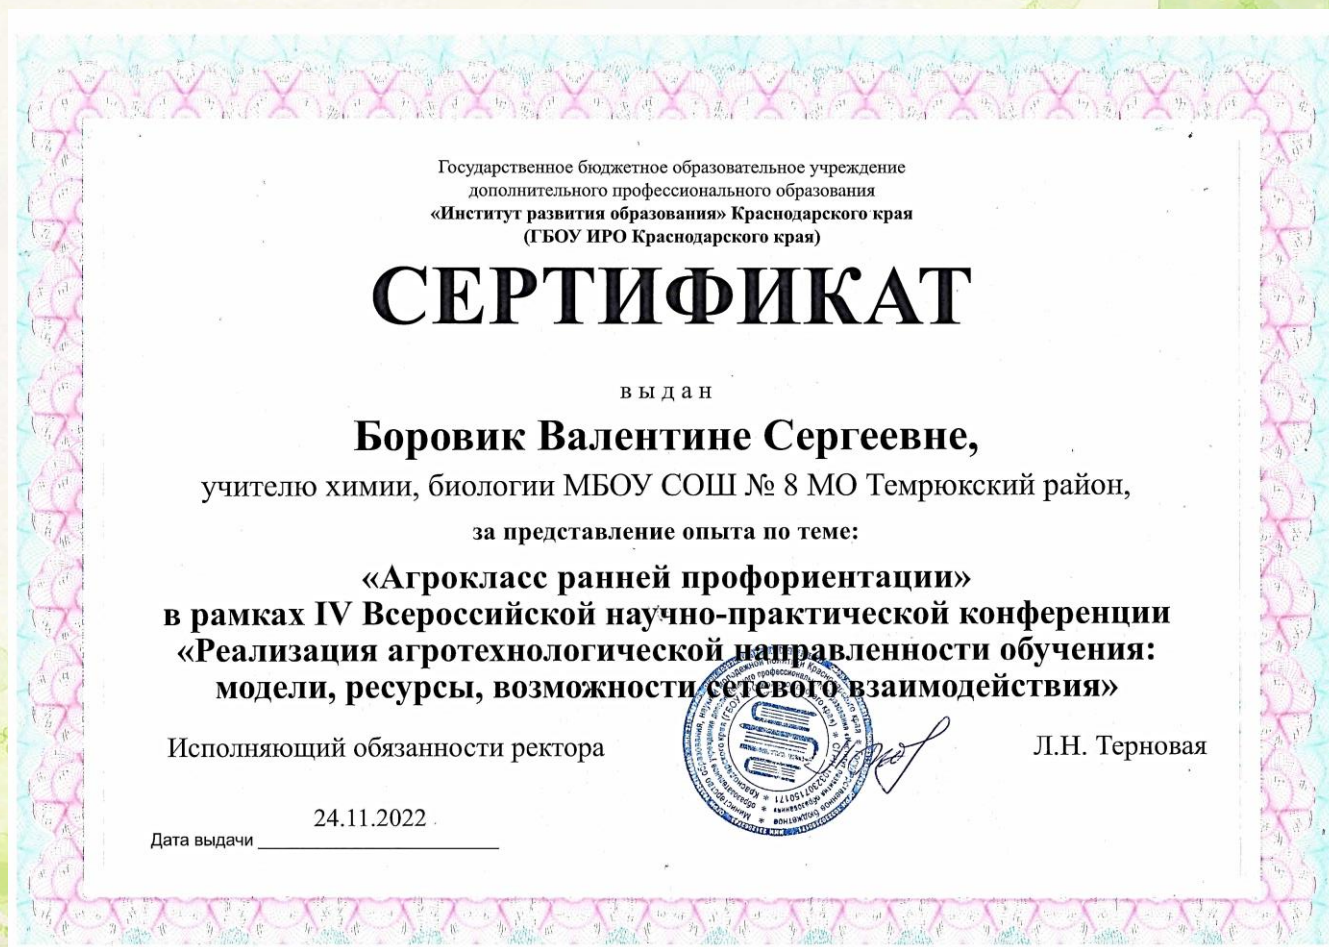 Государственное бюджетное образовательное учреждение
дополнительного профессионального образования
«Институт развития образования» Краснодарского края
(ГБОУ ИРО Краснодарского края)
СЕРТИФИКАТ
выдан
Боровик Валентине Сергеевне,
учителю химии, биологии МБОУ СОШ № 8 МО Темрюкский район,
за представление опыта по теме:
«Агрокласс ранней профориентации»
в рамках IV Всероссийской научно-практической конференции
«Реализация агротехнологической направленности обучения:
модели, ресурсы, возможности сетевого взаимодействия»
Исполняющий обязанности ректора
Л.Н. Терновая
24.11.2022
Дата выдачи